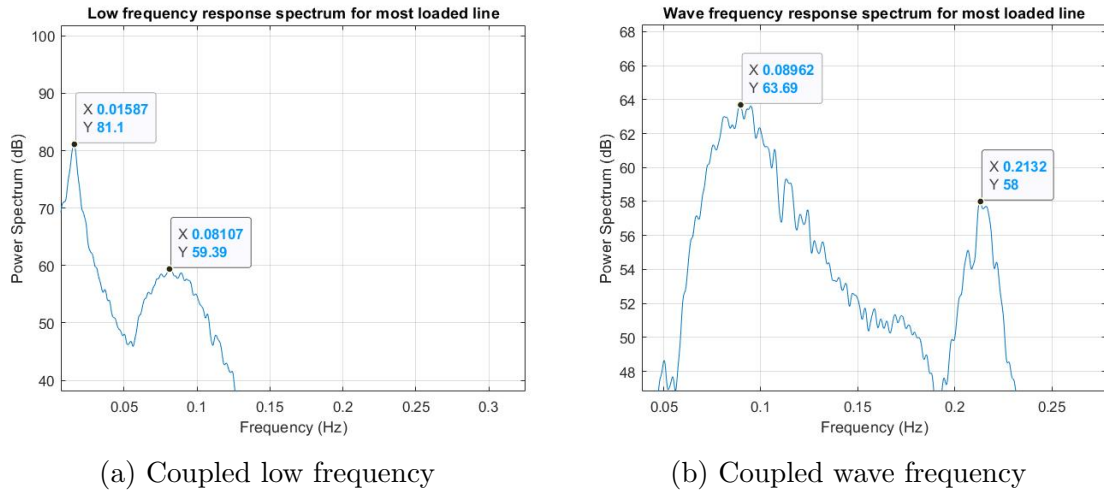 Low frequency response spectrum for most loaded line
100
90
80
70
60
50
40
Power Spectrum (dB)
X 0.01587
Y 81.1
X 0.08107
Y 59.39
0.05 0.1 0.15 0.2 0.25 0.3
Frequency (Hz)
(a) Coupled low frequency
Wave frequency response spectrum for most loaded line
68
66
64
62
60
58
56
54
52
50
48
Power Spectrum (dB)
X 0.08962
Y 63.69
X 0.2132
Y 58
0.05 0.1 0.15 0.2 0.25
Frequency (Hz)
(b) Coupled wave frequency